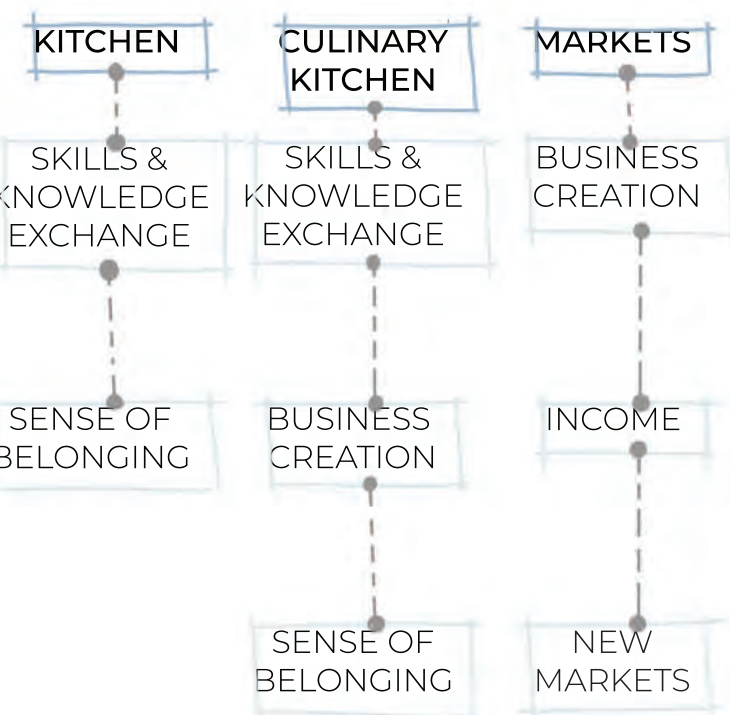 KITCHEN
SKILLS &
KNOWLEDGE
EXCHANGE
SENSE OF
BELONGING
CULINARY
KITCHEN
SKILLS &
KNOWLEDGE
EXCHANGE
BUSINESS
CREATION
SENSE OF
BELONGING
MARKETS
BUSINESS
CREATION
INCOME
NEW
MARKETS